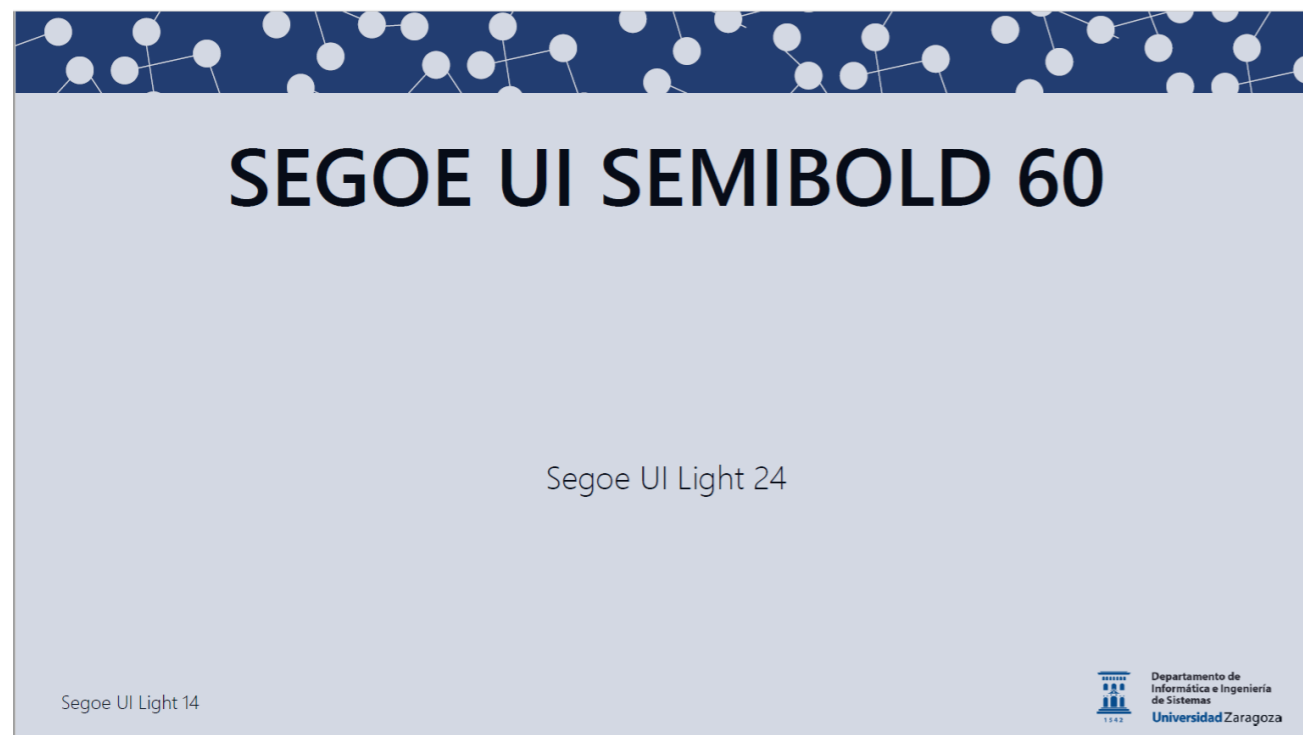 SEGOE UI SEMIBOLD 60
Segoe UI Light 24
Segoe UI Light 14
Departamento de
Informática e Ingeniería
de Sistemas
Universidad Zaragoza
1542